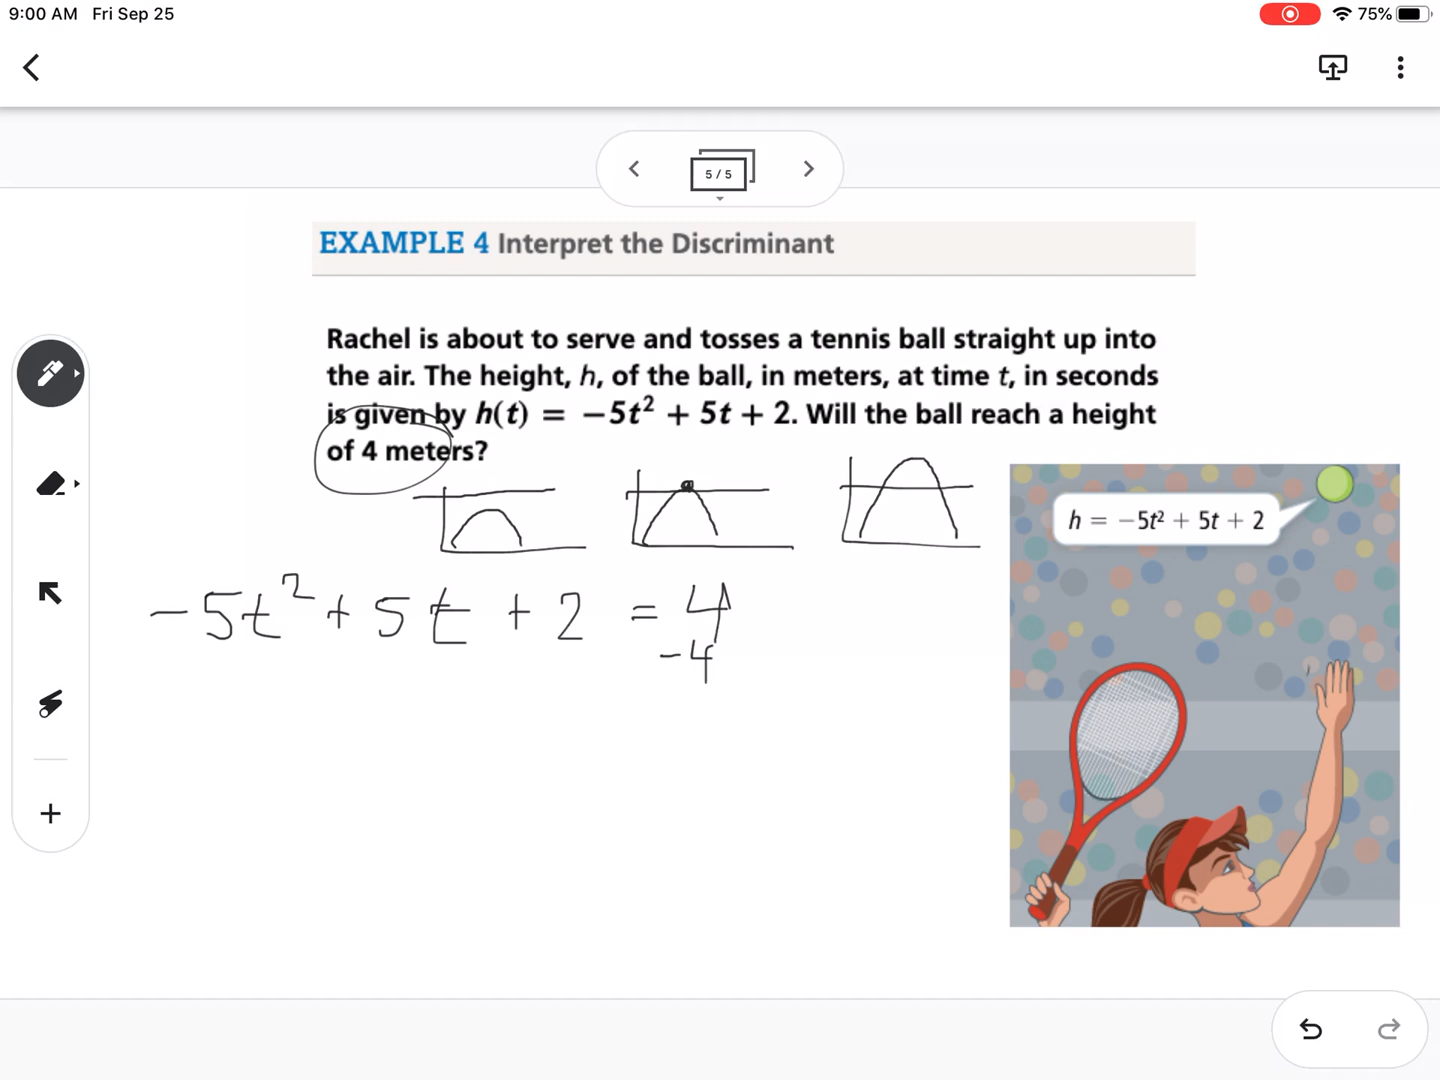 9:00 AM Fri Sep 25
75%
5 / 5
EXAMPLE 4 Interpret the Discriminant
Rachel is about to serve and tosses a tennis ball straight up into
the air. The height, h, of the ball, in meters, at time t, in seconds
is given by h(t) = −5t² + 5t + 2. Will the ball reach a height
of 4 meters?
h = −5t² + 5t + 2
-5t² + 5t + 2 = 4
-4